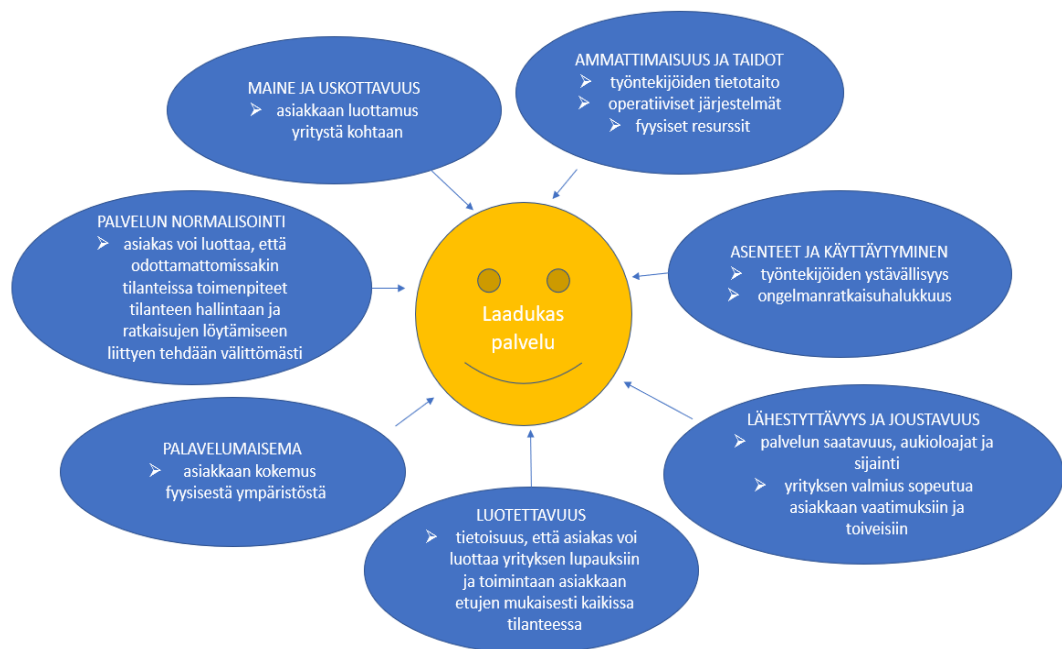 AMMATTIMAISUUS JA TAIDOT
➢ työntekijöiden tietotaito
➢ operatiiviset järjestelmät
➢ fyysiset resurssit
MAINE JA USKOTTAVUUS
➢ asiakkaan luottamus
yritystä kohtaan
PALVELUN NORMALISOINTI
➢ asiakas voi luottaa, että
odottamattomissakin
tilanteissa toimenpiteet
tilanteen hallintaan ja
ratkaisujen löytämiseen
liittyen tehdään välittömästi
ASENTEET JA KÄYTTÄYTYMINEN
➢ työntekijöiden ystävällisyys
➢ ongelmanratkaisuhalukkuus
Laadukas
palvelu
PALAVELUMAISEMA
➢ asiakkaan kokemus
fyysisestä ympäristöstä
LÄHESTYTTÄVYYS JA JOUSTAVUUS
➢ palvelun saatavuus, aukioloajat ja
sijainti
➢ yrityksen valmius sopeutua
asiakkaan vaatimuksiin ja
toiveisiin
LUOTETTAVUUS
➢ tietoisuus, että asiakas voi
luottaa yrityksen lupauksiin
ja toimintaan asiakkaan
etujen mukaisesti kaikissa
tilanteessa